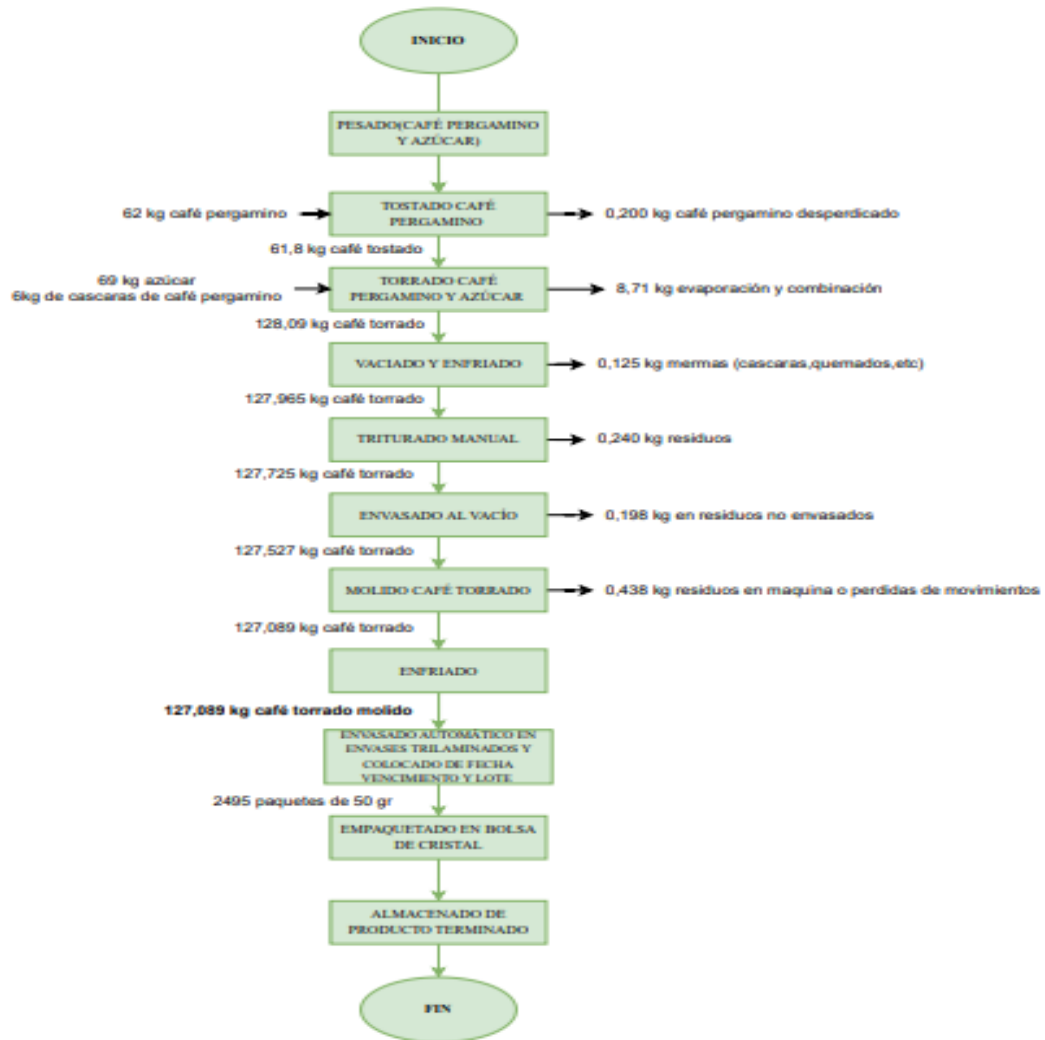 INICIO
PESADO(CAFÉ PERGAMINO
Y AZÚCAR)
62 kg café pergamino
TOSTADO CAFÉ
PERGAMINO
0,200 kg café pergamino desperdicado
61,8 kg café tostado
69 kg azúcar
6kg de cascaras de café pergamino
TORRADO CAFÉ
PERGAMINO Y AZÚCAR
8,71 kg evaporación y combinación
128,09 kg café torrado
VACIADO Y ENFRIADO
0,125 kg mermas (cascaras,quemados,etc)
127,965 kg café torrado
TRITURADO MANUAL
0,240 kg residuos
127,725 kg café torrado
ENVASADO AL VACÍO
0,198 kg en residuos no envasados
127,527 kg café torrado
MOLIDO CAFÉ TORRADO
0,438 kg residuos en maquina o perdidas de movimientos
127,089 kg café torrado
ENFRIADO
127,089 kg café torrado molido
ENVASADO AUTOMÁTICO EN
ENVASES TRILAMINADOS Y
COLOCADO DE FECHA
VENCIMIENTO Y LOTE
2495 paquetes de 50 gr
EMPAQUETADO EN BOLSA
DE CRISTAL
ALMACENADO DE
PRODUCTO TERMINADO
FIN